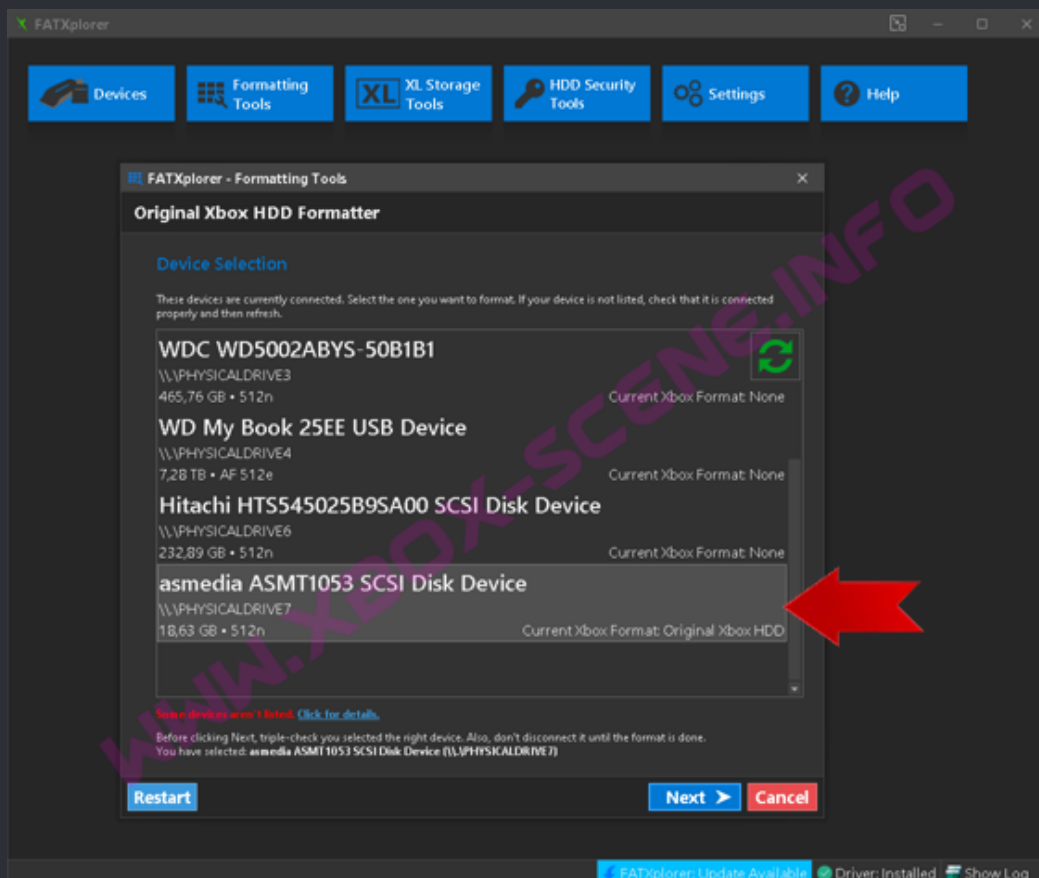 FATXplorer
Devices
Formatting Tools
XL
XL Storage Tools
HDD Security Tools
Settings
Help
FATXplorer - Formatting Tools
Original Xbox HDD Formatter
Device Selection
These devices are currently connected. Select the one you want to format. If your device is not listed, check that it is connected
properly and then refresh.
WDC WD5002ABYS-50B1B1
\\.\PHYSICALDRIVE3
465,76 GB • 512n
Current Xbox Format: None
WD My Book 25EE USB Device
\\.\PHYSICALDRIVE4
7,28 TB • AF 512e
Current Xbox Format: None
Hitachi HTS545025B9SA00 SCSI Disk Device
\\.\PHYSICALDRIVE6
232,89 GB • 512n
Current Xbox Format: None
asmedia ASMT1053 SCSI Disk Device
\\.\PHYSICALDRIVE7
18,63 GB • 512n
Current Xbox Format: Original Xbox HDD
Some devices aren't listed. Click for details.
Before clicking Next, triple-check you selected the right device. Also, don't disconnect it until the format is done.
You have selected: asmedia ASMT1053 SCSI Disk Device (\\.\PHYSICALDRIVE7)
Restart
Next
Cancel
FATXplorer: Update Available
Driver: Installed
Show Log
WWW.XBOX-SCENE.INFO